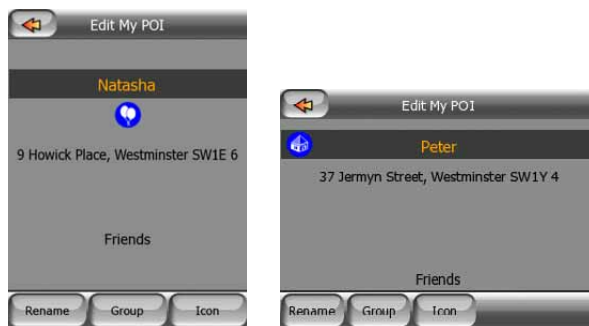 Edit My POI
Natasha
9 Howick Place, Westminster SW1E 6
Friends
Rename Group Icon
Edit My POI
Peter
37 Jermyn Street, Westminster SW1Y 4
Friends
Rename Group Icon